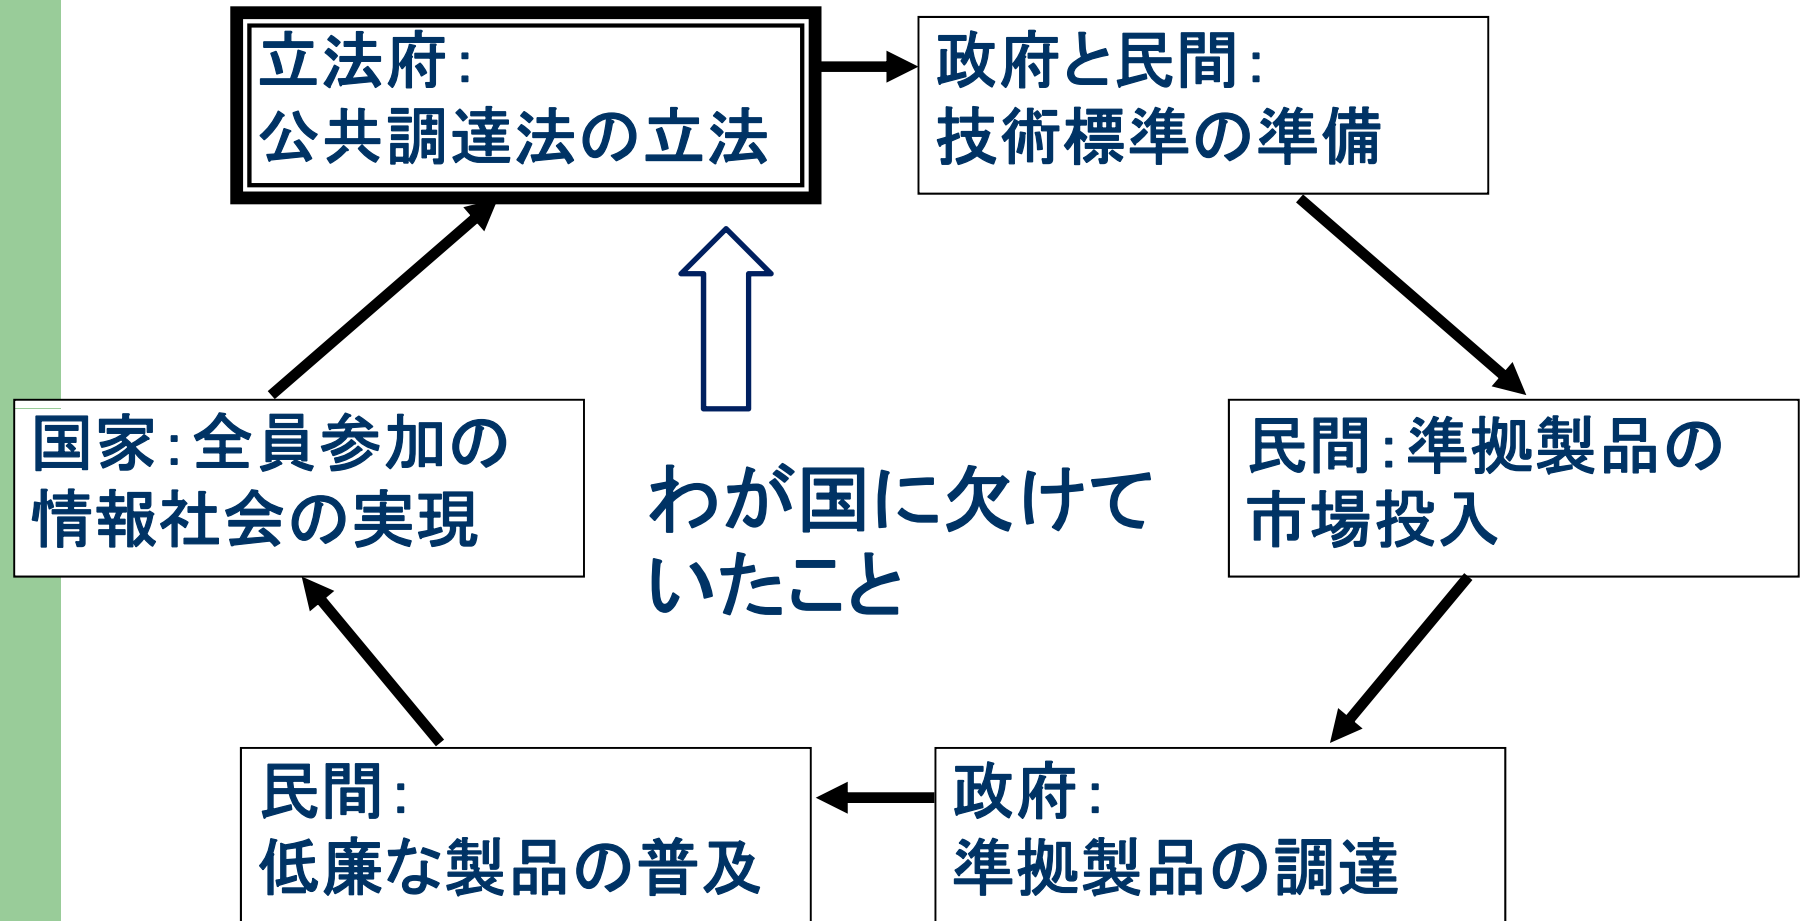 立法府：
公共調達法の立法
政府と民間：
技術標準の準備
国家：全員参加の
情報社会の実現
わが国に欠けて
いたこと
民間：準拠製品の
市場投入
民間：
低廉な製品の普及
政府：
準拠製品の調達